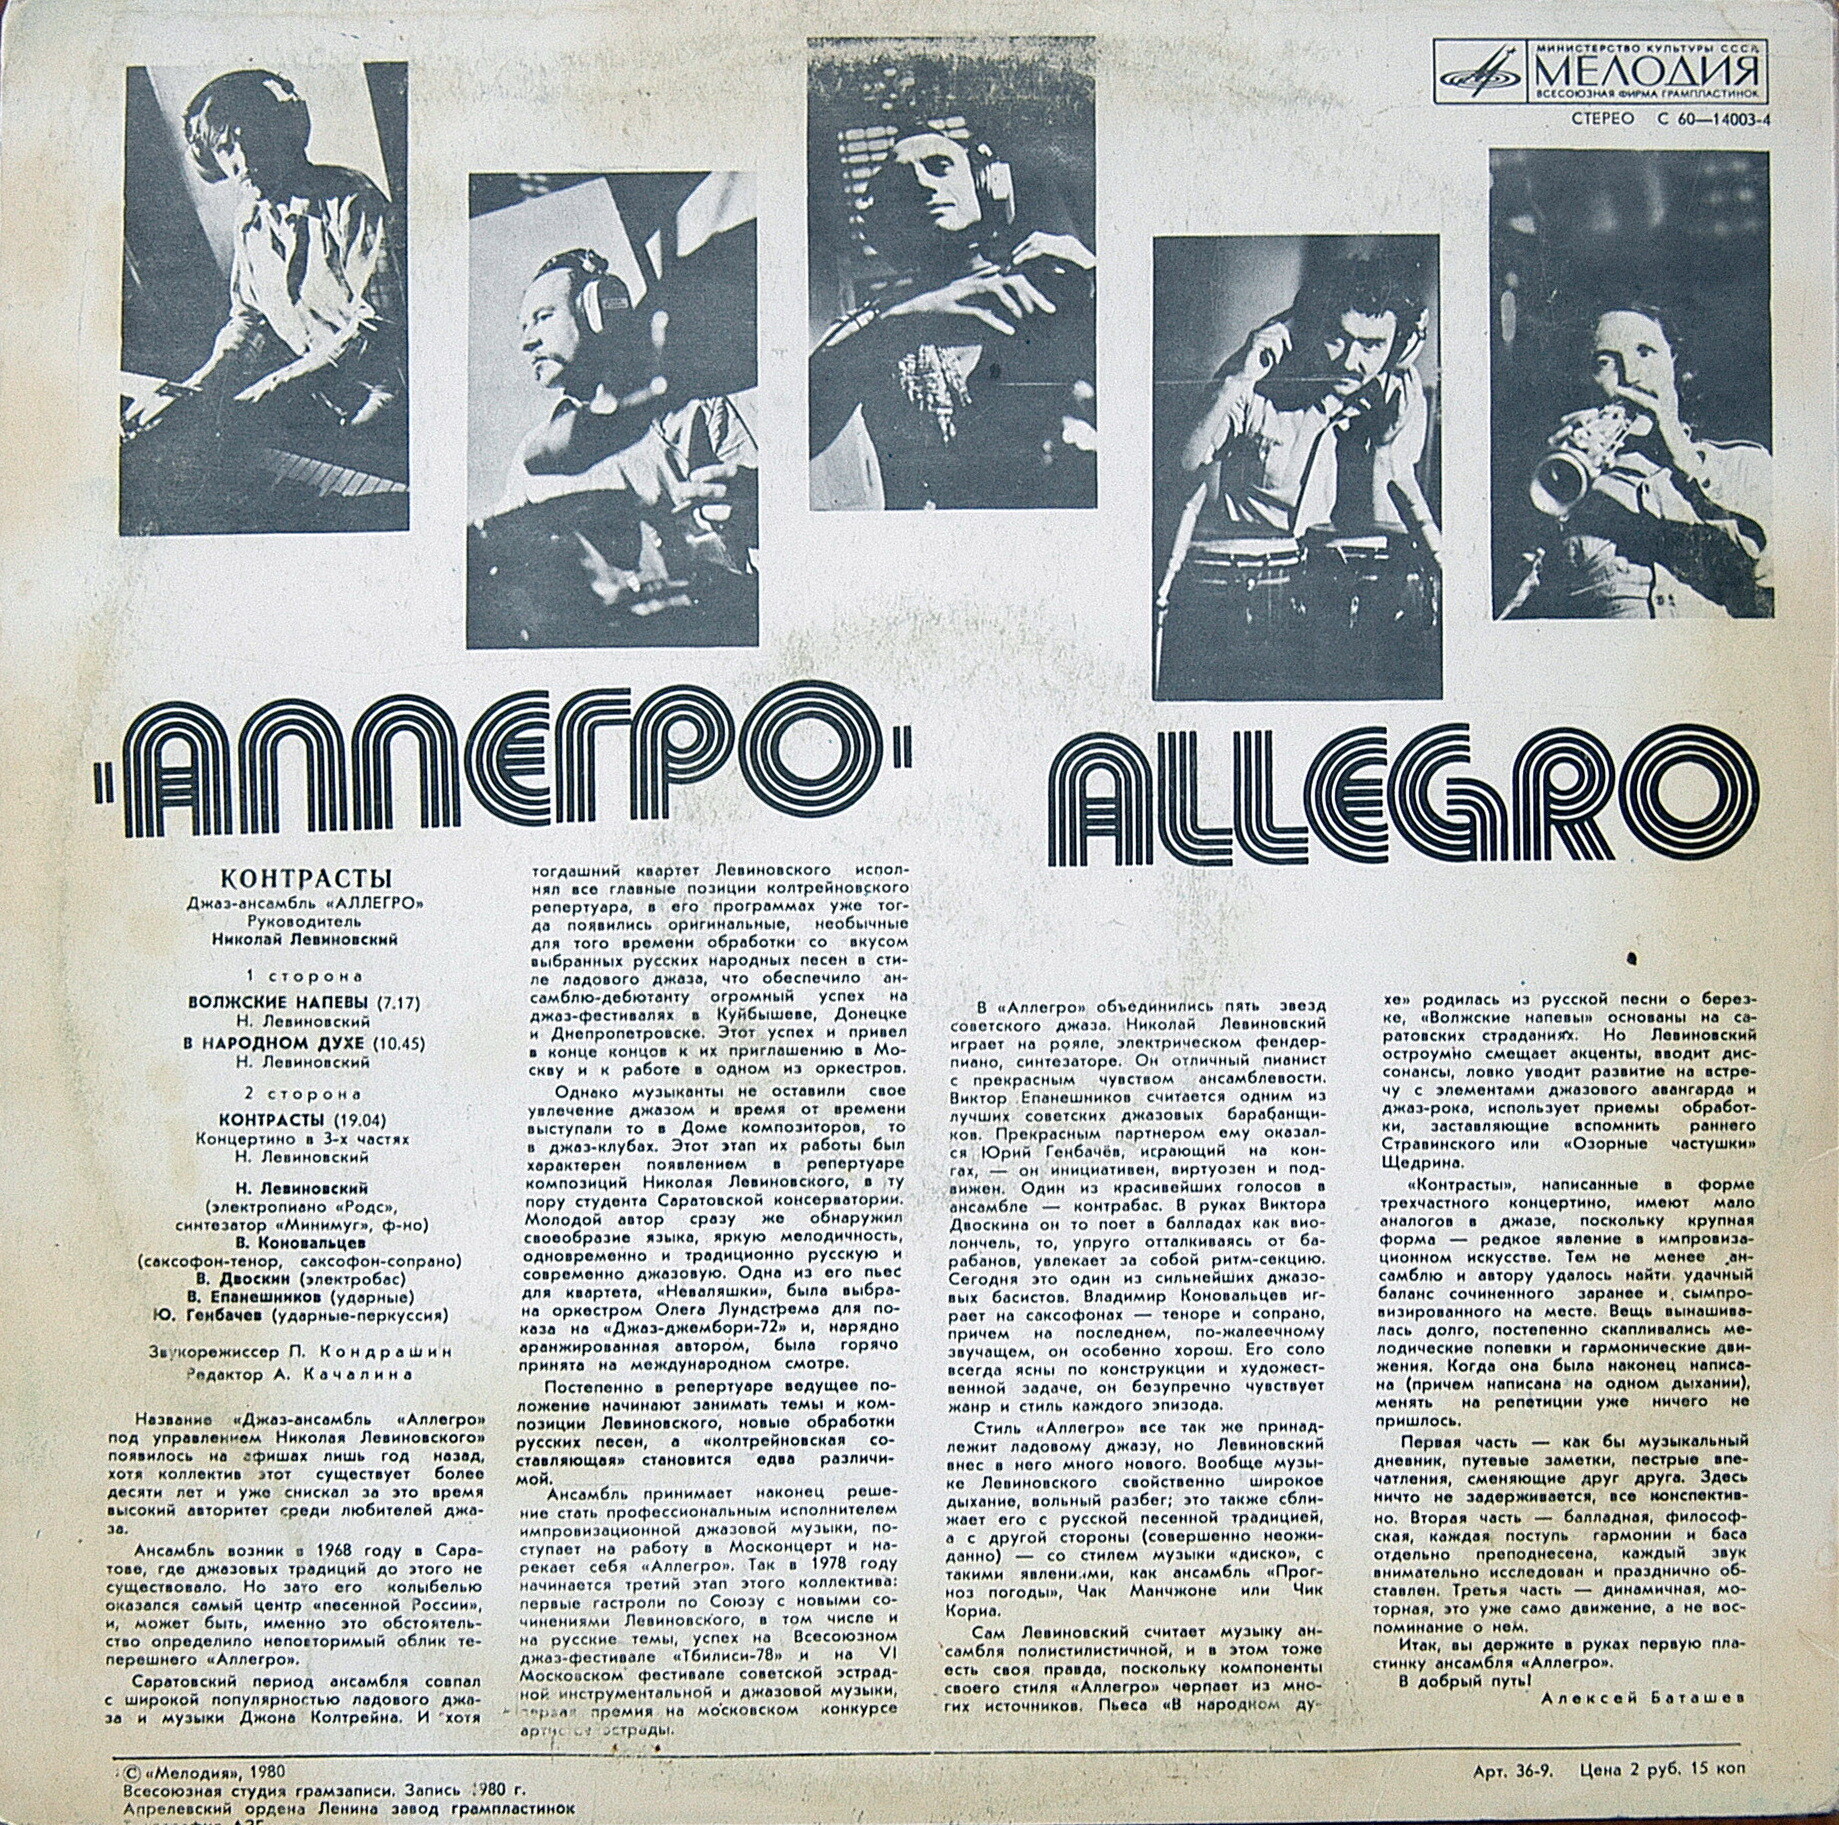 МИНИСТЕРСТВО КУЛЬТУРЫ СССР
МЕЛОДИЯ
ВСЕСОЮЗНАЯ ФИРМА ГРАМПЛАСТИНОК
СТЕРЕО С 60—14003-4
"АЛЛЕГРО"
ALLEGRO
КОНТРАСТЫ
Джаз-ансамбль «АЛЛЕГРО»
Руководитель
Николай Левиновский
1 сторона
ВОЛЖСКИЕ НАПЕВЫ (7.17)
Н. Левиновский
В НАРОДНОМ ДУХЕ (10.45)
Н. Левиновский
2 сторона
КОНТРАСТЫ (19.04)
Концертино в 3-х частях
Н. Левиновский
Н. Левиновский
(электропиано «Родс»,
синтезатор «Минимуг», ф-но)
В. Коновальцев
(саксофон-тенор, саксофон-сопрано)
В. Двоскин (электробас)
В. Епанешников (ударные)
Ю. Генбачев (ударные-перкуссия)
Звукорежиссер П. Кондрашин
Редактор А. Качалина
Название «Джаз-ансамбль «Аллегро»
под управлением Николая Левиновского»
появилось на афишах лишь год назад,
хотя коллектив этот существует более
десяти лет и уже снискал за это время
высокий авторитет среди любителей джа-
за.
Ансамбль возник в 1968 году в Сара-
тове, где джазовых традиций до этого не
существовало. Но зато его колыбелью
оказался самый центр «песенной России»,
и, может быть, именно это обстоятель-
ство определило неповторимый облик те-
перешнего «Аллегро».
Саратовский период ансамбля совпал
с широкой популярностью ладового джа-
за и музыки Джона Колтрейна. И хотя
тогдашний квартет Левиновского испол-
нял все главные позиции колтрейновского
репертуара, в его программах уже тог-
да появились оригинальные, необычные
для того времени обработки со вкусом
выбранных русских народных песен в сти-
ле ладового джаза, что обеспечило ан-
самблю-дебютанту огромный успех на
джаз-фестивалях в Куйбышеве, Донецке
и Днепропетровске. Этот успех и привел
в конце концов к их приглашению в Мо-
скву и к работе в одном из оркестров.
Однако музыканты не оставили свое
увлечение джазом и время от времени
выступали то в Доме композиторов, то
в джаз-клубах. Этот этап их работы был
характерен появлением в репертуаре
композиций Николая Левиновского, в ту
пору студента Саратовской консерватории.
Молодой автор сразу же обнаружил
своеобразие языка, яркую мелодичность,
одновременно и традиционно русскую и
современно джазовую. Одна из его пьес
для квартета, «Неваляшки», была выбра-
на оркестром Олега Лундстрема для по-
каза на «Джаз-джембори-72» и, нарядно
аранжированная автором, была горячо
принята на международном смотре.
Постепенно в репертуаре ведущее по-
ложение начинают занимать темы и ком-
позиции Левиновского, новые обработки
русских песен, а «колтрейновская со-
ставляющая» становится едва различи-
мой.
Ансамбль принимает наконец реше-
ние стать профессиональным исполнителем
импровизационной джазовой музыки, по-
ступает на работу в Москонцерт и на-
рекает себя «Аллегро». Так в 1978 году
начинается третий этап этого коллектива:
первые гастроли по Союзу с новыми со-
чинениями Левиновского, в том числе и
на русские темы, успех на Всесоюзном
джаз-фестивале «Тбилиси-78» и на VI
Московском фестивале советской эстрад-
ной инструментальной и джазовой музыки,
первая премия на московском конкурсе
артистов эстрады.
В «Аллегро» объединились пять звезд
советского джаза. Николай Левиновский
играет на рояле, электрическом фендер-
пиано, синтезаторе. Он отличный пианист
с прекрасным чувством ансамблевости.
Виктор Епанешников считается одним из
лучших советских джазовых барабанщи-
ков. Прекрасным партнером ему оказал-
ся Юрий Генбачёв, играющий на кон-
гах, — он инициативен, виртуозен и под-
вижен. Один из красивейших голосов в
ансамбле — контрабас. В руках Виктора
Двоскина он то поет в балладах как вио-
лончель, то, упруго отталкиваясь от ба-
рабанов, увлекает за собой ритм-секцию.
Сегодня это один из сильнейших джазо-
вых басистов. Владимир Коновальцев иг-
рает на саксофонах — теноре и сопрано,
причем на последнем, по-жалеечному
звучащем, он особенно хорош. Его соло
всегда ясны по конструкции и художест-
венной задаче, он безупречно чувствует
жанр и стиль каждого эпизода.
Стиль «Аллегро» все так же принад-
лежит ладовому джазу, но Левиновский
внес в него много нового. Вообще музы-
ке Левиновского свойственно широкое
дыхание, вольный разбег; это также сбли-
жает его с русской песенной традицией,
а с другой стороны (совершенно неожи-
данно) — со стилем музыки «диско», с
такими явлениями, как ансамбль «Прог-
ноз погоды», Чак Манчжоне или Чик
Кориа.
Сам Левиновский считает музыку ан-
самбля полистилистичной, и в этом тоже
есть своя правда, поскольку компоненты
своего стиля «Аллегро» черпает из мно-
гих источников. Пьеса «В народном ду-
хе» родилась из русской песни о берез-
ке, «Волжские напевы» основаны на са-
ратовских страданиях. Но Левиновский
остроумно смещает акценты, вводит дис-
сонансы, ловко уводит развитие на встре-
чу с элементами джазового авангарда и
джаз-рока, использует приемы обработ-
ки, заставляющие вспомнить раннего
Стравинского или «Озорные частушки»
Щедрина.
«Контрасты», написанные в форме
трехчастного концертино, имеют мало
аналогов в джазе, поскольку крупная
форма — редкое явление в импровиза-
ционном искусстве. Тем не менее ан-
самблю и автору удалось найти удачный
баланс сочиненного заранее и сымпро-
визированного на месте. Вещь вынашива-
лась долго, постепенно скапливались ме-
лодические попевки и гармонические дви-
жения. Когда она была наконец написа-
на (причем написана на одном дыхании),
менять на репетиции уже ничего не
пришлось.
Первая часть — как бы музыкальный
дневник, путевые заметки, пестрые впе-
чатления, сменяющие друг друга. Здесь
ничто не задерживается, все конспектив-
но. Вторая часть — балладная, философ-
ская, каждая поступь гармонии и баса
отдельно преподнесена, каждый звук
внимательно исследован и празднично об-
ставлен. Третья часть — динамичная, мо-
торная, это уже само движение, а не вос-
поминание о нем.
Итак, вы держите в руках первую пла-
стинку ансамбля «Аллегро».
В добрый путь!
Алексей Баташев
© «Мелодия», 1980
Всесоюзная студия грамзаписи. Запись 1980 г.
Апрелевский ордена Ленина завод грампластинок
Арт. 36-9. Цена 2 руб. 15 коп